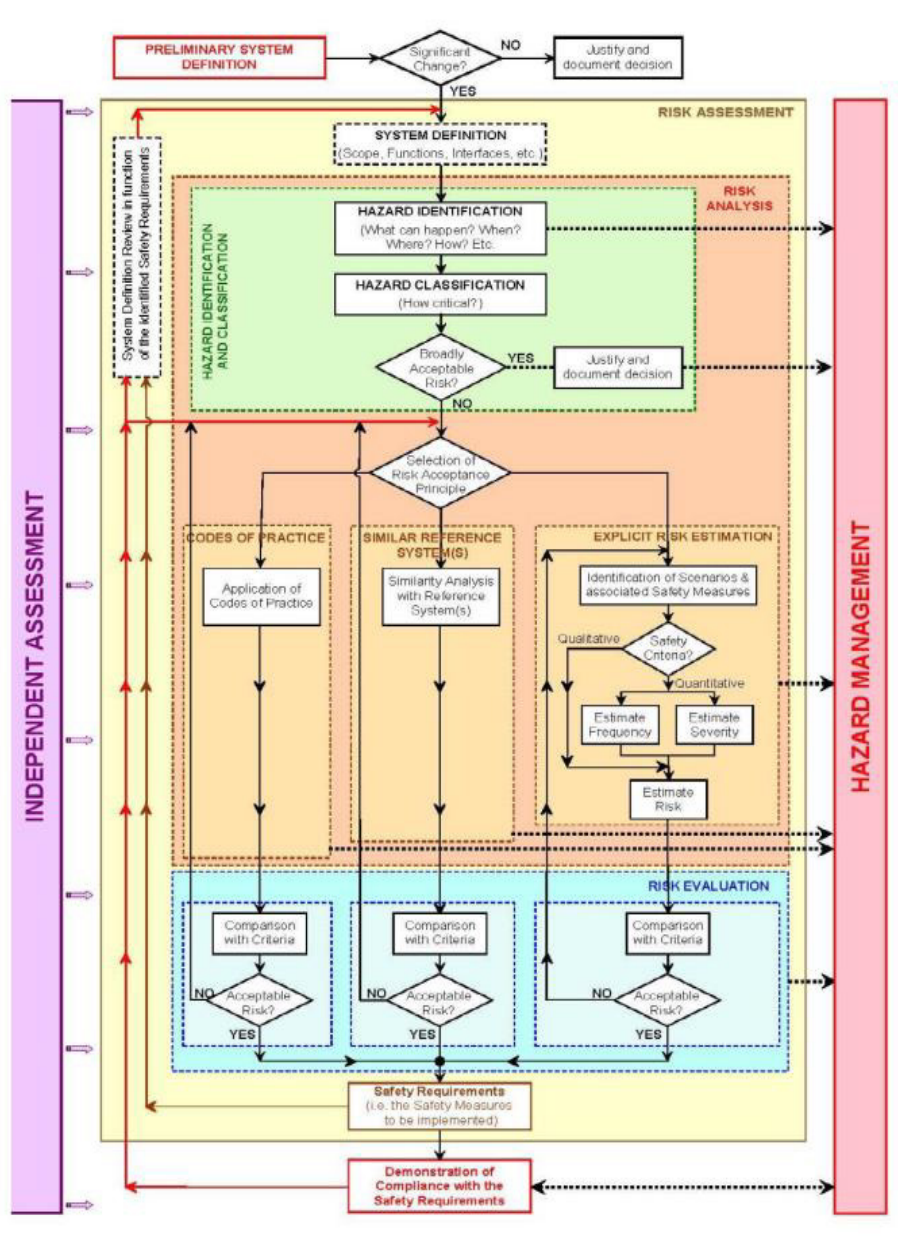 PRELIMINARY SYSTEM
DEFINITION
Significant
Change?
NO
Justify and
document decision
YES
RISK ASSESSMENT
SYSTEM DEFINITION
(Scope, Functions, Interfaces, etc.)
System Definition Review in function
of the identified Safety Requirements
RISK
ANALYSIS
HAZARD IDENTIFICATION
AND CLASSIFICATION
HAZARD IDENTIFICATION
(What can happen? When?
Where? How? Etc.
HAZARD CLASSIFICATION
(How critical?)
Broadly
Acceptable
Risk?
YES
Justify and
document decision
NO
Selection of
Risk Acceptance
Principle
INDEPENDENT ASSESSMENT
HAZARD MANAGEMENT
CODES OF PRACTICE
Application of
Codes of Practice
SIMILAR REFERENCE
SYSTEM(S)
Similarity Analysis
with Reference
System(s)
EXPLICIT RISK ESTIMATION
Identification of Scenarios &
associated Safety Measures
Qualitative
Safety
Criteria?
Quantitative
Estimate
Frequency
Estimate
Severity
Estimate
Risk
RISK EVALUATION
Comparison
with Criteria
NO
Acceptable
Risk?
YES
Comparison
with Criteria
NO
Acceptable
Risk?
YES
Comparison
with Criteria
NO
Acceptable
Risk?
YES
Safety Requirements
(i.e. the Safety Measures
to be implemented)
Demonstration of
Compliance with the
Safety Requirements